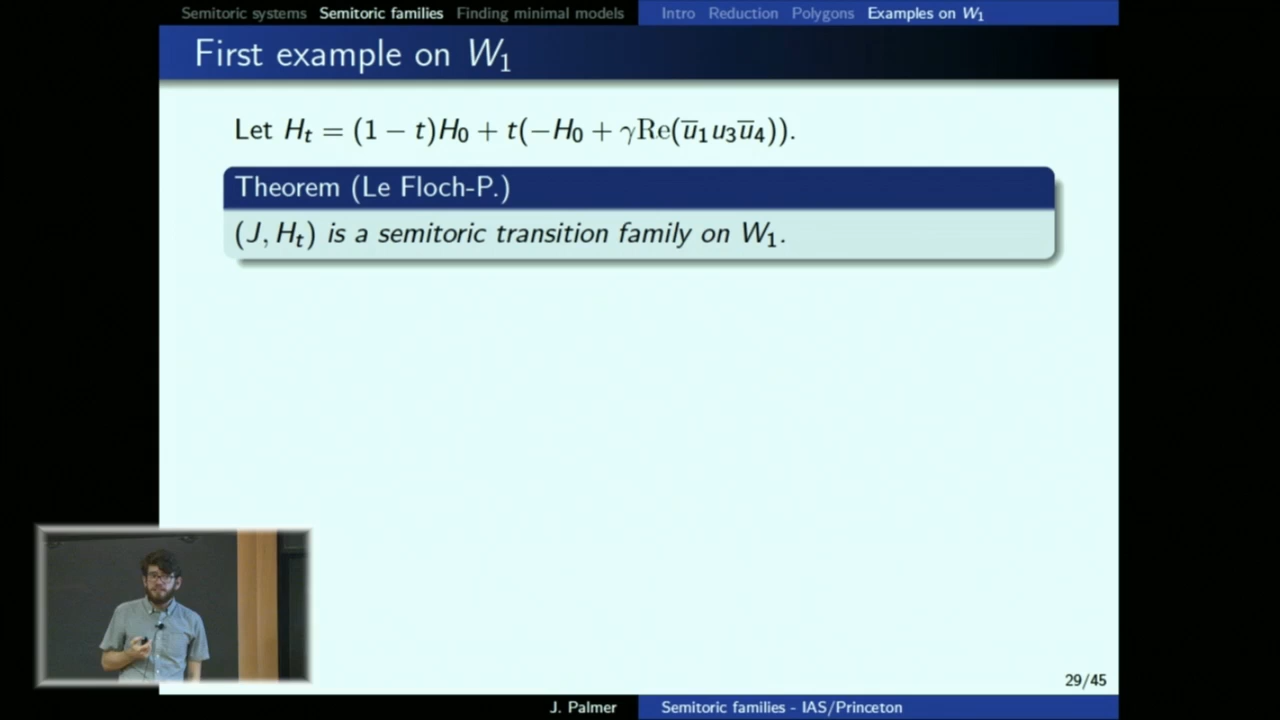 Semitoric systems Semitoric families Finding minimal models Intro Reduction Polygons Examples on W₁
First example on W₁
Let Hₜ = (1 − t)H₀ + t(−H₀ + γRe(u̅₁u₃u̅₄)).
Theorem (Le Floch-P.)
(J, Hₜ) is a semitoric transition family on W₁.
29/45
J. Palmer Semitoric families - IAS/Princeton